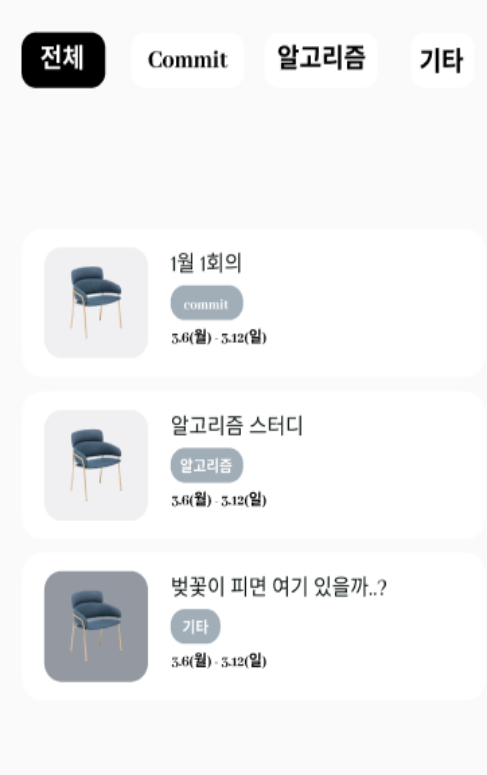 전체 Commit 알고리즘 기타
1월 1회의
commit
3.6(월) - 3.12(일)
알고리즘 스터디
알고리즘
3.6(월) - 3.12(일)
벚꽃이 피면 여기 있을까..?
기타
3.6(월) - 3.12(일)